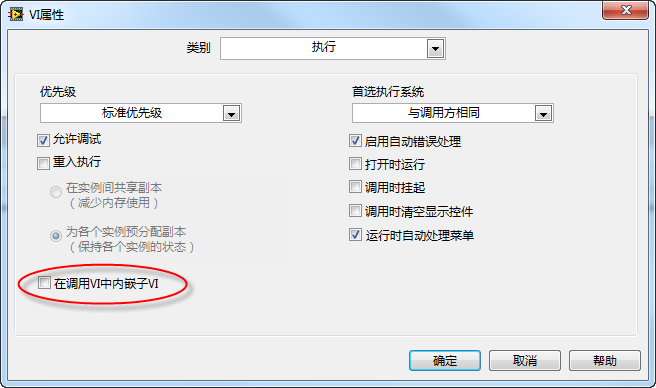 VI属性
类别
执行
优先级
标准优先级
允许调试
重入执行
在实例间共享副本
（减少内存使用）
为各个实例预分配副本
（保持各个实例的状态）
在调用VI中内嵌子VI
首选执行系统
与调用方相同
启用自动错误处理
打开时运行
调用时挂起
调用时清空显示控件
运行时自动处理菜单
确定
取消
帮助